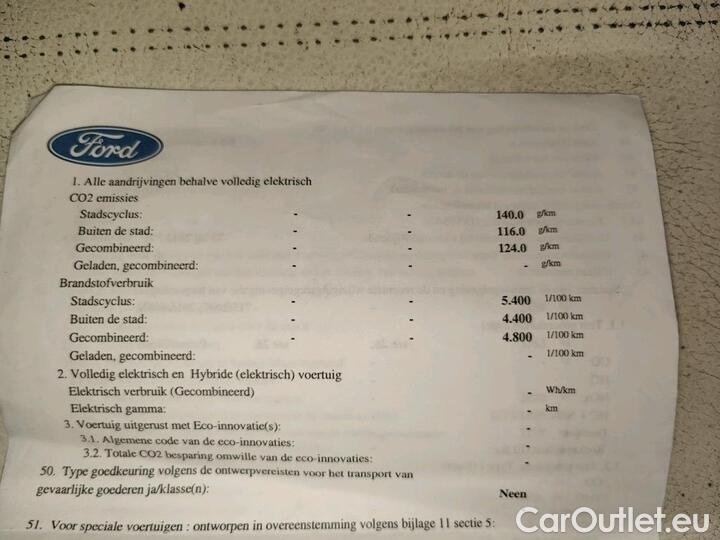 Ford
1. Alle aandrijvingen behalve volledig elektrisch
CO2 emissies
Stadscyclus: - - 140.0 g/km
Buiten de stad: - - 116.0 g/km
Gecombineerd: - - 124.0 g/km
Geladen, gecombineerd: - - - g/km
Brandstofverbruik
Stadscyclus: - - 5.400 1/100 km
Buiten de stad: - - 4.400 1/100 km
Gecombineerd: - - 4.800 1/100 km
Geladen, gecombineerd: - 1/100 km
2. Volledig elektrisch en Hybride (elektrisch) voertuig
Elektrisch verbruik (Gecombineerd) - Wh/km
Elektrisch gamma: - km
3. Voertuig uitgerust met Eco-innovatie(s): -
3.1. Algemene code van de eco-innovaties: -
3.2. Totale CO2 besparing omwille van de eco-innovaties: -
50. Type goedkeuring volgens de ontwerpvereisten voor het transport van
gevaarlijke goederen ja/klasse(n): Neen
51. Voor speciale voertuigen : ontworpen in overeenstemming volgens bijlage 11 sectie 5:
CarOutlet.eu